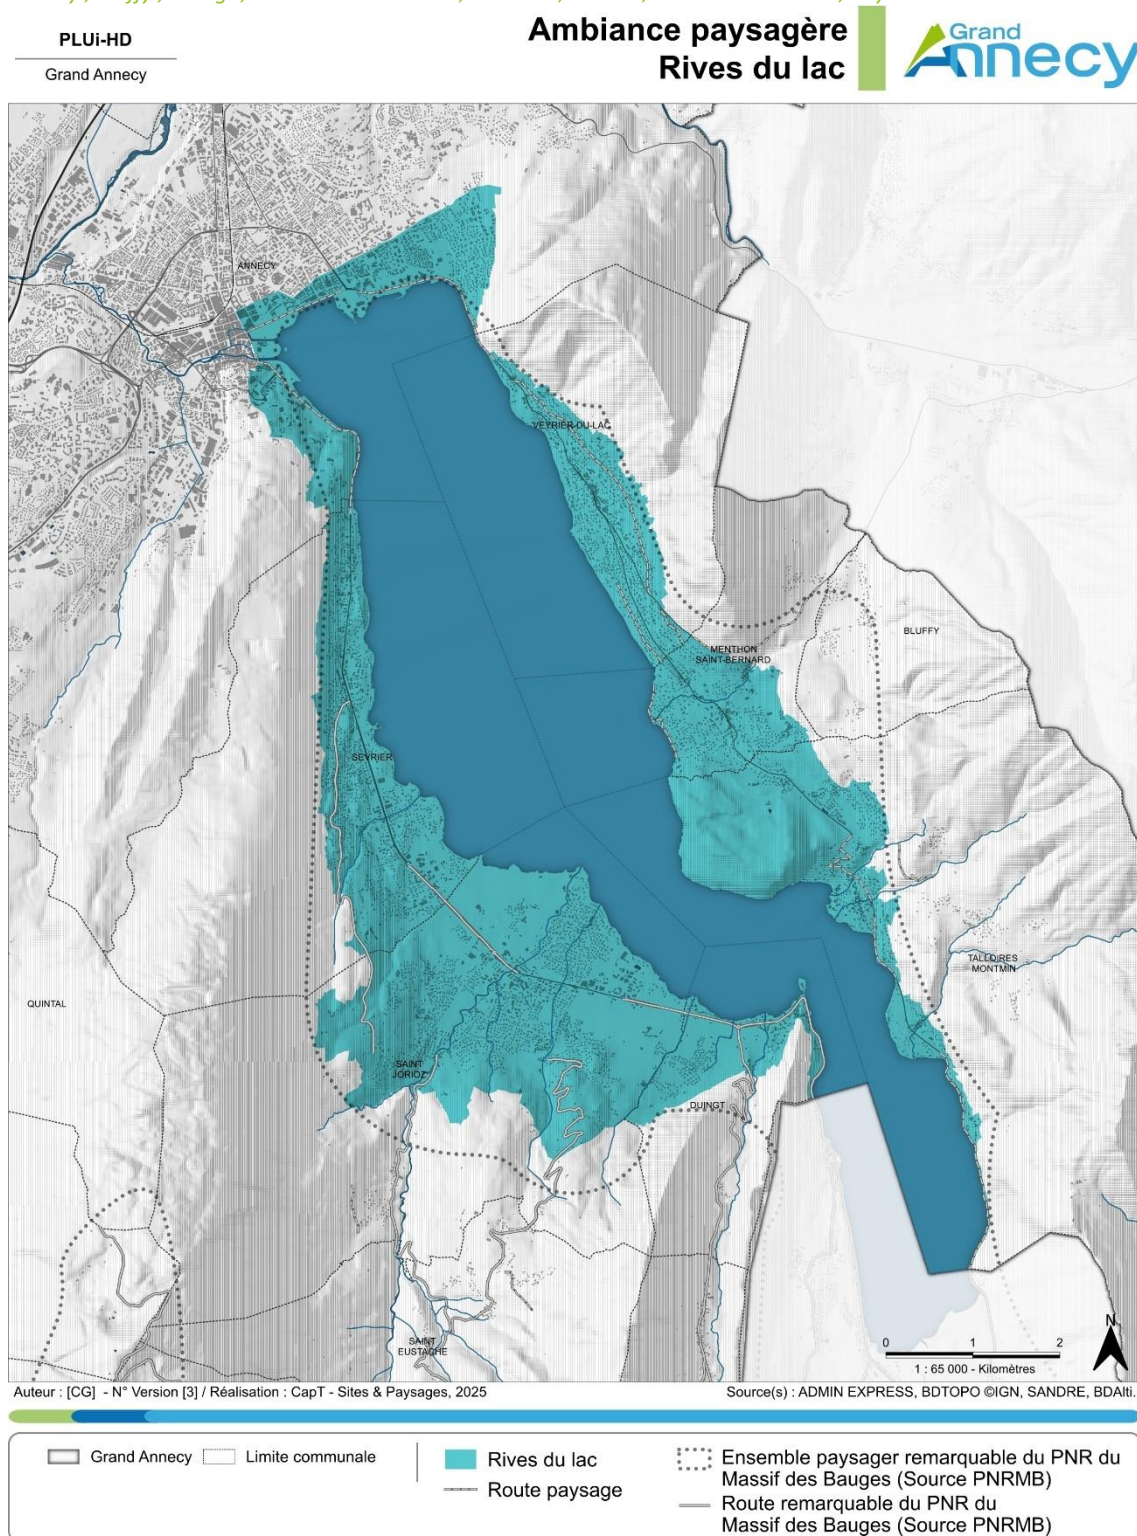 PLUi-HD
Grand Annecy
Ambiance paysagère
Rives du lac
Grand
Annecy
ANNECY
VEYRIER-DU-LAC
BLUFFY
MENTHON
SAINT-BERNARD
SEVRIER
TALLOIRES
MONTMIN
QUINTAL
SAINT
JORIOZ
DUINGT
SAINT
EUSTACHE
N
0 1 2
1 : 65 000 - Kilomètres
Auteur : [CG] - N° Version [3] / Réalisation : CapT - Sites & Paysages, 2025
Source(s) : ADMIN EXPRESS, BDTOPO ©IGN, SANDRE, BDAlti.
Grand Annecy
Limite communale
Rives du lac
Route paysage
Ensemble paysager remarquable du PNR du
Massif des Bauges (Source PNRMB)
Route remarquable du PNR du
Massif des Bauges (Source PNRMB)